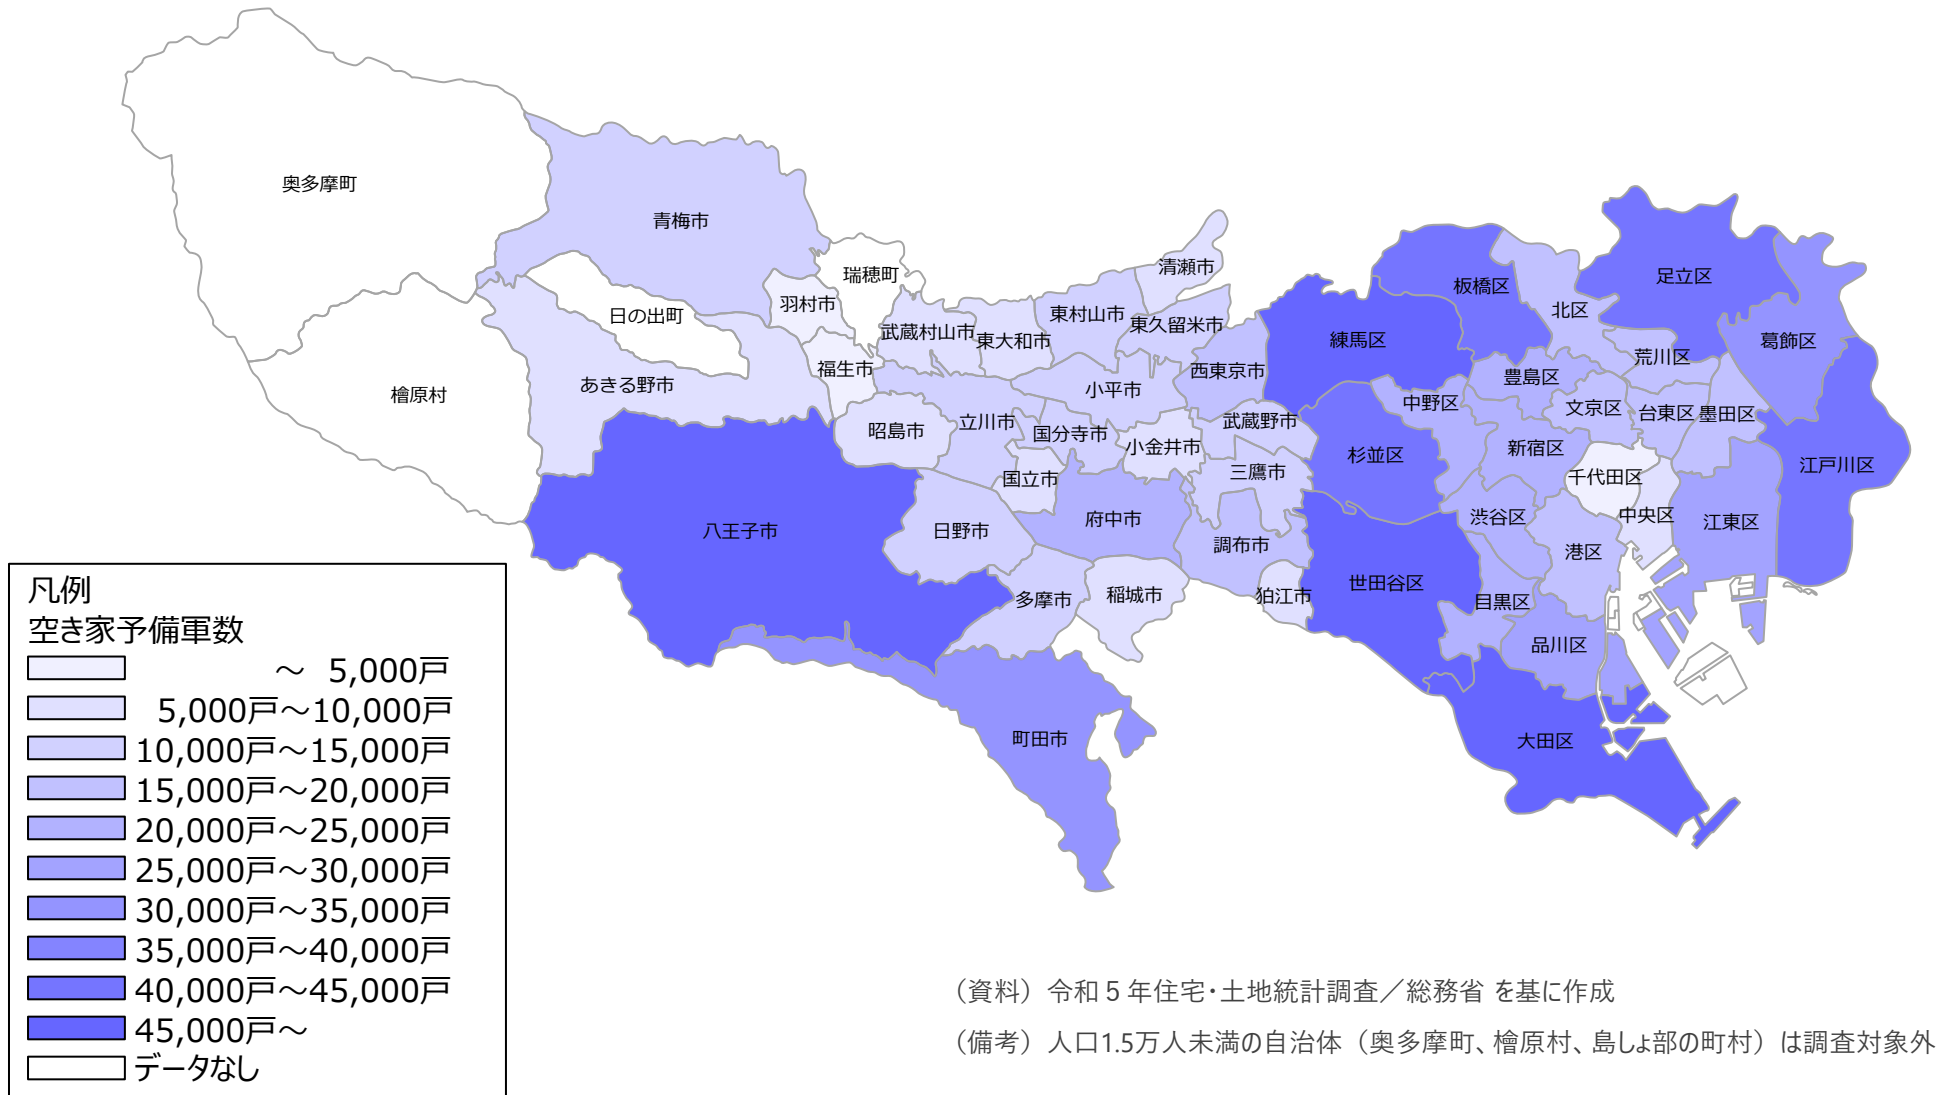 奥多摩町
青梅市
瑞穂町
清瀬市
足立区
板橋区
羽村市
日の出町
東村山市
東久留米市
北区
武蔵村山市
東大和市
練馬区
荒川区
葛飾区
檜原村
あきる野市
福生市
小平市
西東京市
豊島区
中野区
文京区
台東区
墨田区
昭島市
立川市
国分寺市
武蔵野市
小金井市
杉並区
新宿区
江戸川区
国立市
三鷹市
千代田区
八王子市
日野市
府中市
調布市
渋谷区
中央区
江東区
港区
世田谷区
多摩市
稲城市
狛江市
目黒区
品川区
町田市
大田区
凡例
空き家予備軍数
～ 5,000戸
5,000戸～10,000戸
10,000戸～15,000戸
15,000戸～20,000戸
20,000戸～25,000戸
25,000戸～30,000戸
30,000戸～35,000戸
35,000戸～40,000戸
40,000戸～45,000戸
45,000戸～
データなし
（資料）令和５年住宅・土地統計調査／総務省 を基に作成
（備考）人口1.5万人未満の自治体（奥多摩町、檜原村、島しょ部の町村）は調査対象外